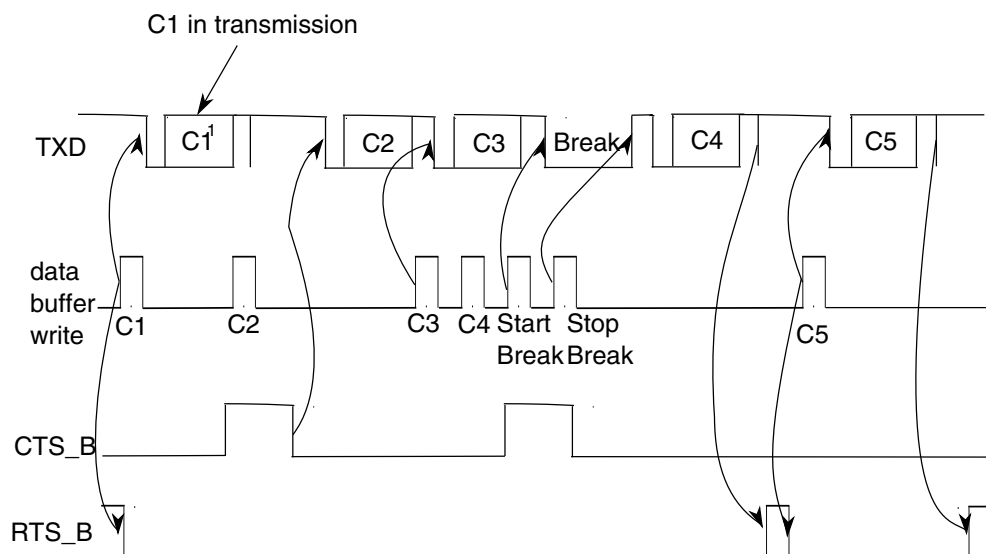 C1 in transmission
TXD
C1 1
C2
C3
Break
C4
C5
data
buffer
write
C1
C2
C3
C4
Start
Break
Stop
Break
C5
CTS_B
RTS_B